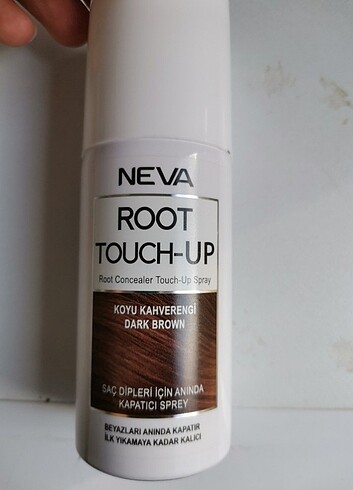 NEVA
ROOT
TOUCH-UP
Root Concealer Touch-Up Spray
KOYU KAHVERENGİ
DARK BROWN
SAÇ DİPLERİ İÇİN ANINDA
KAPATICI SPREY
BEYAZLARI ANINDA KAPATIR
İLK YIKAMAYA KADAR KALICI